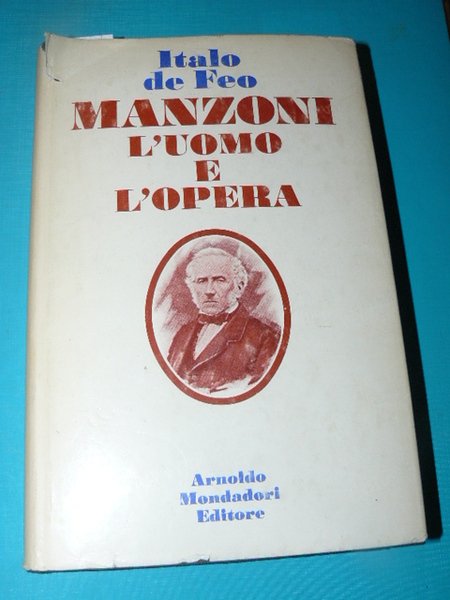 Italo
de Feo
MANZONI
L'UOMO
E
L'OPERA
Arnoldo
Mondadori
Editore